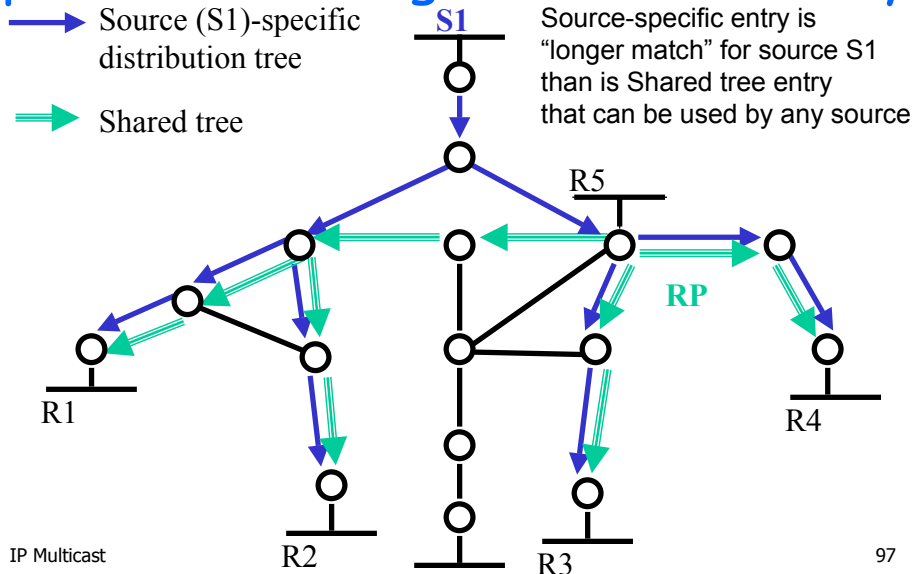 Source (S1)-specific
distribution tree
Shared tree
S1
Source-specific entry is
“longer match” for source S1
than is Shared tree entry
that can be used by any source
R5
RP
R1
R4
R2
R3
IP Multicast
97